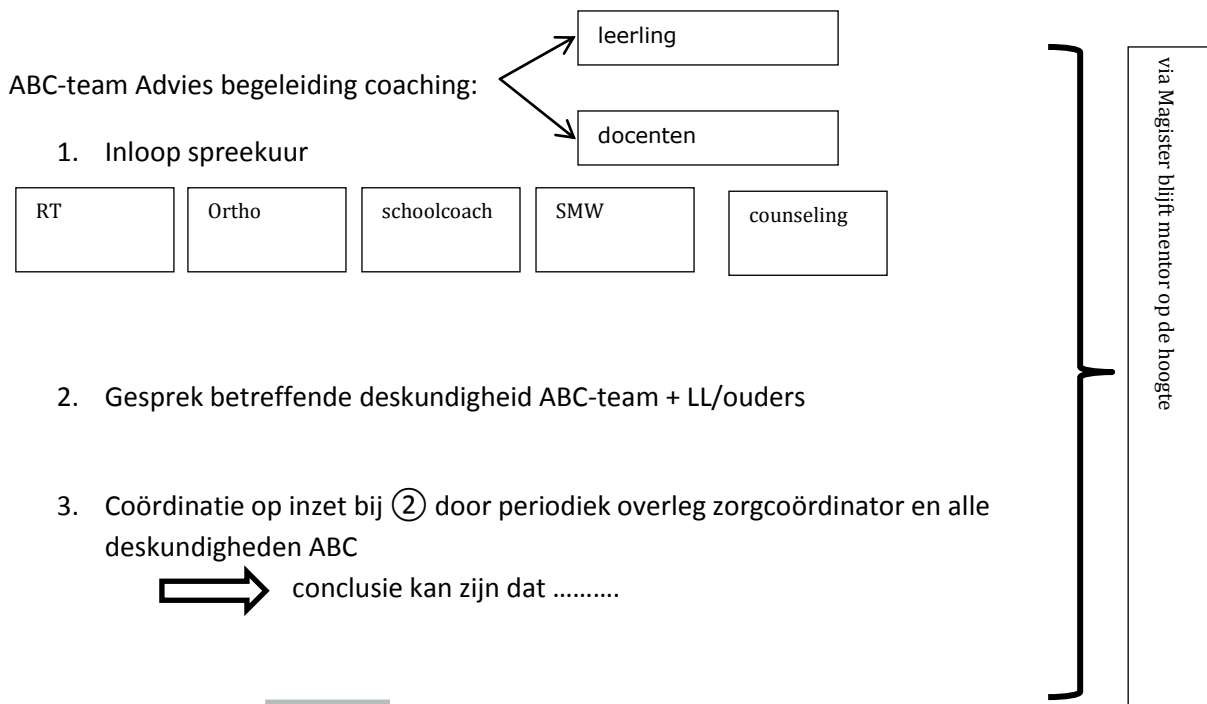 leerling
ABC-team Advies begeleiding coaching:
docenten
1. Inloop spreekuur
RT
Ortho
schoolcoach
SMW
counseling
2. Gesprek betreffende deskundigheid ABC-team + LL/ouders
3. Coördinatie op inzet bij ② door periodiek overleg zorgcoördinator en alle
deskundigheden ABC
conclusie kan zijn dat ..........
via Magister blijft mentor op de hoogte